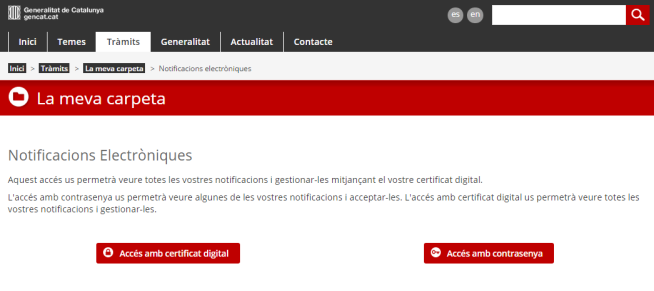 Generalitat de Catalunya
gencat.cat
es en
Inici Temes Tràmits Generalitat Actualitat Contacte
Inici > Tràmits > La meva carpeta > Notificacions electròniques
La meva carpeta
Notificacions Electròniques
Aquest accés us permetrà veure totes les vostres notificacions i gestionar-les mitjançant el vostre certificat digital.
L'accés amb contrasenya us permetrà veure algunes de les vostres notificacions i acceptar-les. L'accés amb certificat digital us permetrà veure totes les
vostres notificacions i gestionar-les.
Accés amb certificat digital Accés amb contrasenya